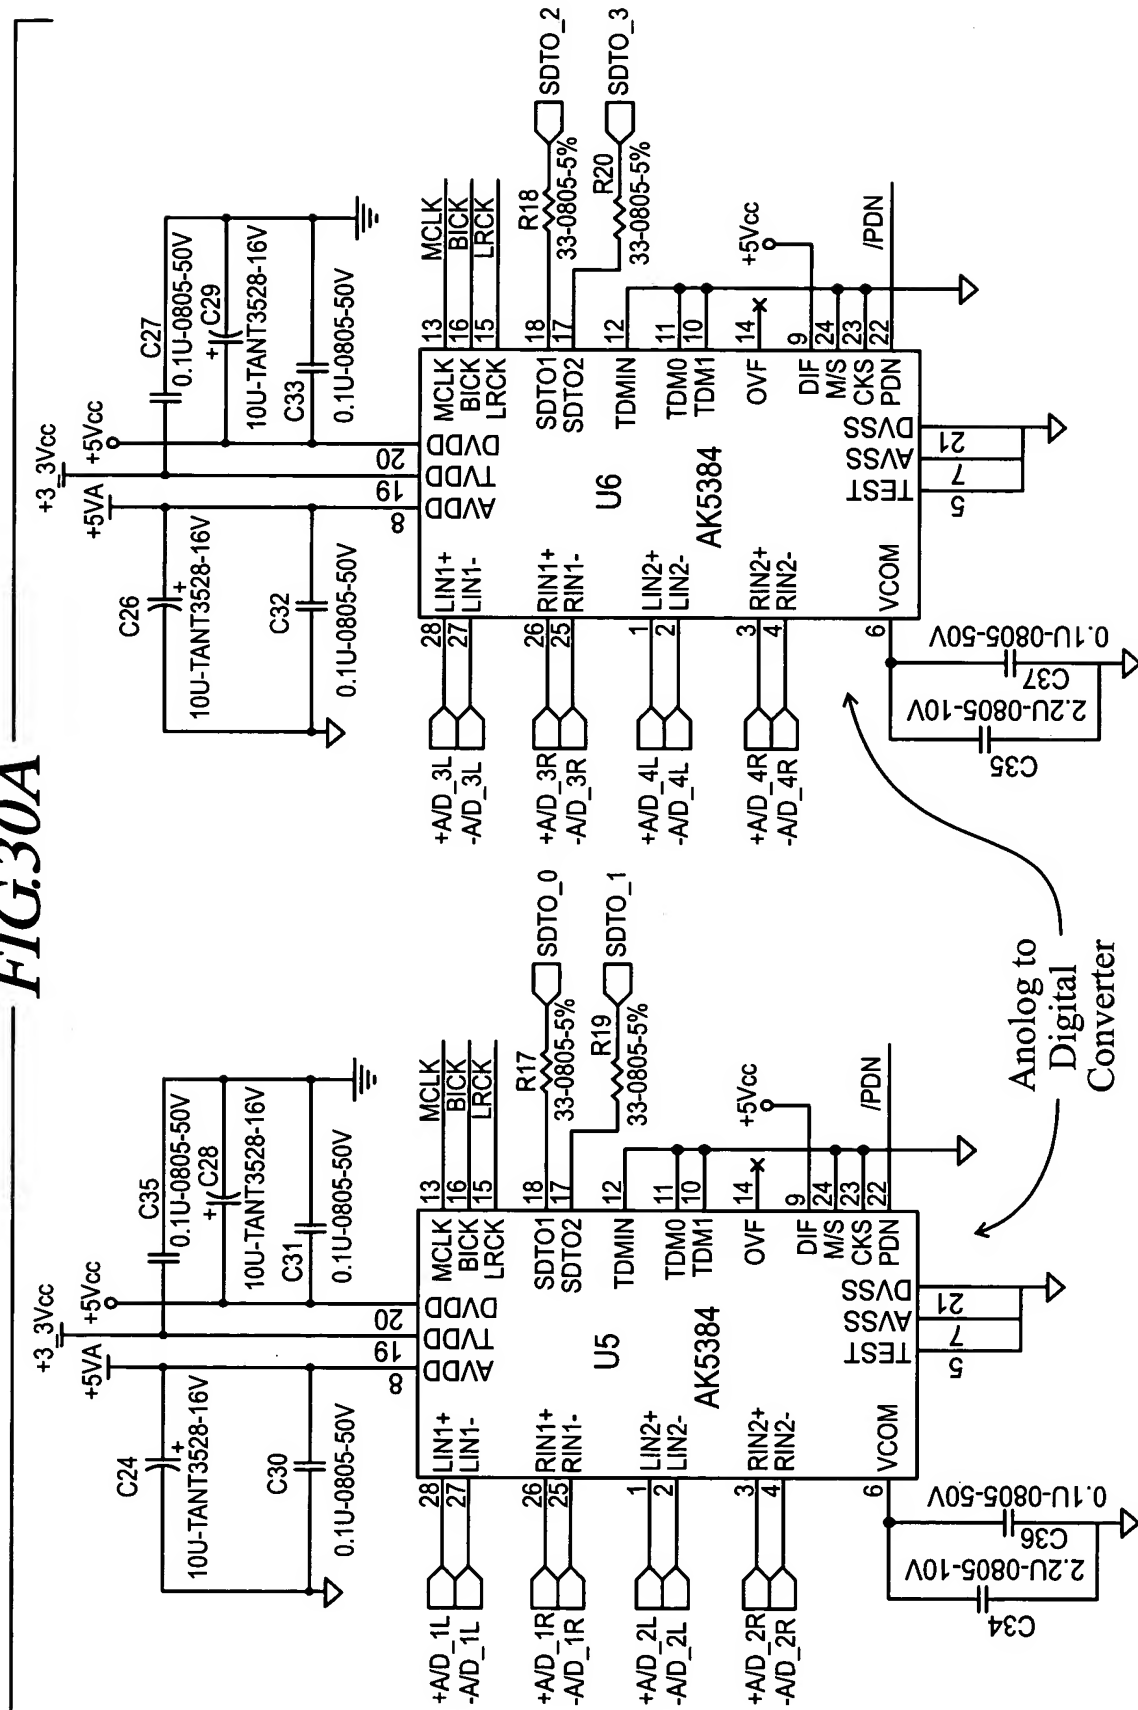 FIG.30A
+3_3Vcc
+5VA
+5Vcc
C24
10U-TANT3528-16V
+
C30
0.1U-0805-50V
C35
0.1U-0805-50V
+
C28
10U-TANT3528-16V
C31
0.1U-0805-50V
8
19
20
AVDD
TVDD
DVDD
+A/D_1L
-A/D_1L
+A/D_1R
-A/D_1R
+A/D_2L
-A/D_2L
+A/D_2R
-A/D_2R
28
27
26
25
1
2
3
4
6
LIN1+
LIN1-
RIN1+
RIN1-
LIN2+
LIN2-
RIN2+
RIN2-
VCOM
U5
AK5384
MCLK
BICK
LRCK
SDTO1
SDTO2
TDMIN
TDM0
TDM1
OVF
DIF
M/S
CKS
PDN
13
16
15
18
17
12
11
10
14
9
24
23
22
MCLK
BICK
LRCK
R17
33-0805-5%
SDTO_0
R19
33-0805-5%
SDTO_1
+5Vcc
/PDN
TEST
AVSS
DVSS
5
7
21
C34
2.2U-0805-10V
C36
0.1U-0805-50V
Anolog to
Digital
Converter
+3_3Vcc
+5VA
+5Vcc
C26
10U-TANT3528-16V
+
C32
0.1U-0805-50V
C27
0.1U-0805-50V
+
C29
10U-TANT3528-16V
C33
0.1U-0805-50V
8
19
20
AVDD
TVDD
DVDD
+A/D_3L
-A/D_3L
+A/D_3R
-A/D_3R
+A/D_4L
-A/D_4L
+A/D_4R
-A/D_4R
28
27
26
25
1
2
3
4
6
LIN1+
LIN1-
RIN1+
RIN1-
LIN2+
LIN2-
RIN2+
RIN2-
VCOM
U6
AK5384
MCLK
BICK
LRCK
SDTO1
SDTO2
TDMIN
TDM0
TDM1
OVF
DIF
M/S
CKS
PDN
13
16
15
18
17
12
11
10
14
9
24
23
22
MCLK
BICK
LRCK
R18
33-0805-5%
SDTO_2
R20
33-0805-5%
SDTO_3
+5Vcc
/PDN
TEST
AVSS
DVSS
5
7
21
C35
2.2U-0805-10V
C37
0.1U-0805-50V